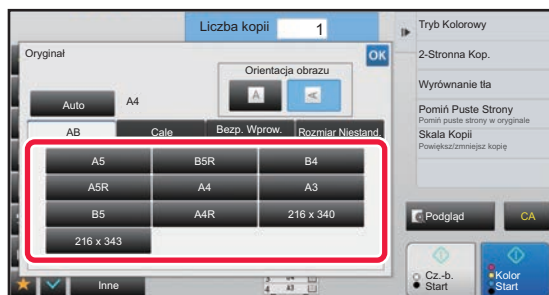 Liczba kopii 1
Oryginał
OK
Orientacja obrazu
A A
Auto A4
AB Cale Bezp. Wprow. Rozmiar Niestand.
A5 B5R B4
A5R A4 A3
B5 A4R 216 x 340
216 x 343
Inne
Tryb Kolorowy
2-Stronna Kop.
Wyrównanie tła
Pomiń Puste Strony
Pomiń puste strony w oryginale
Skala Kopii
Powiększ/zmniejsz kopię
Podgląd CA
Cz.-b.
Start
Kolor
Start